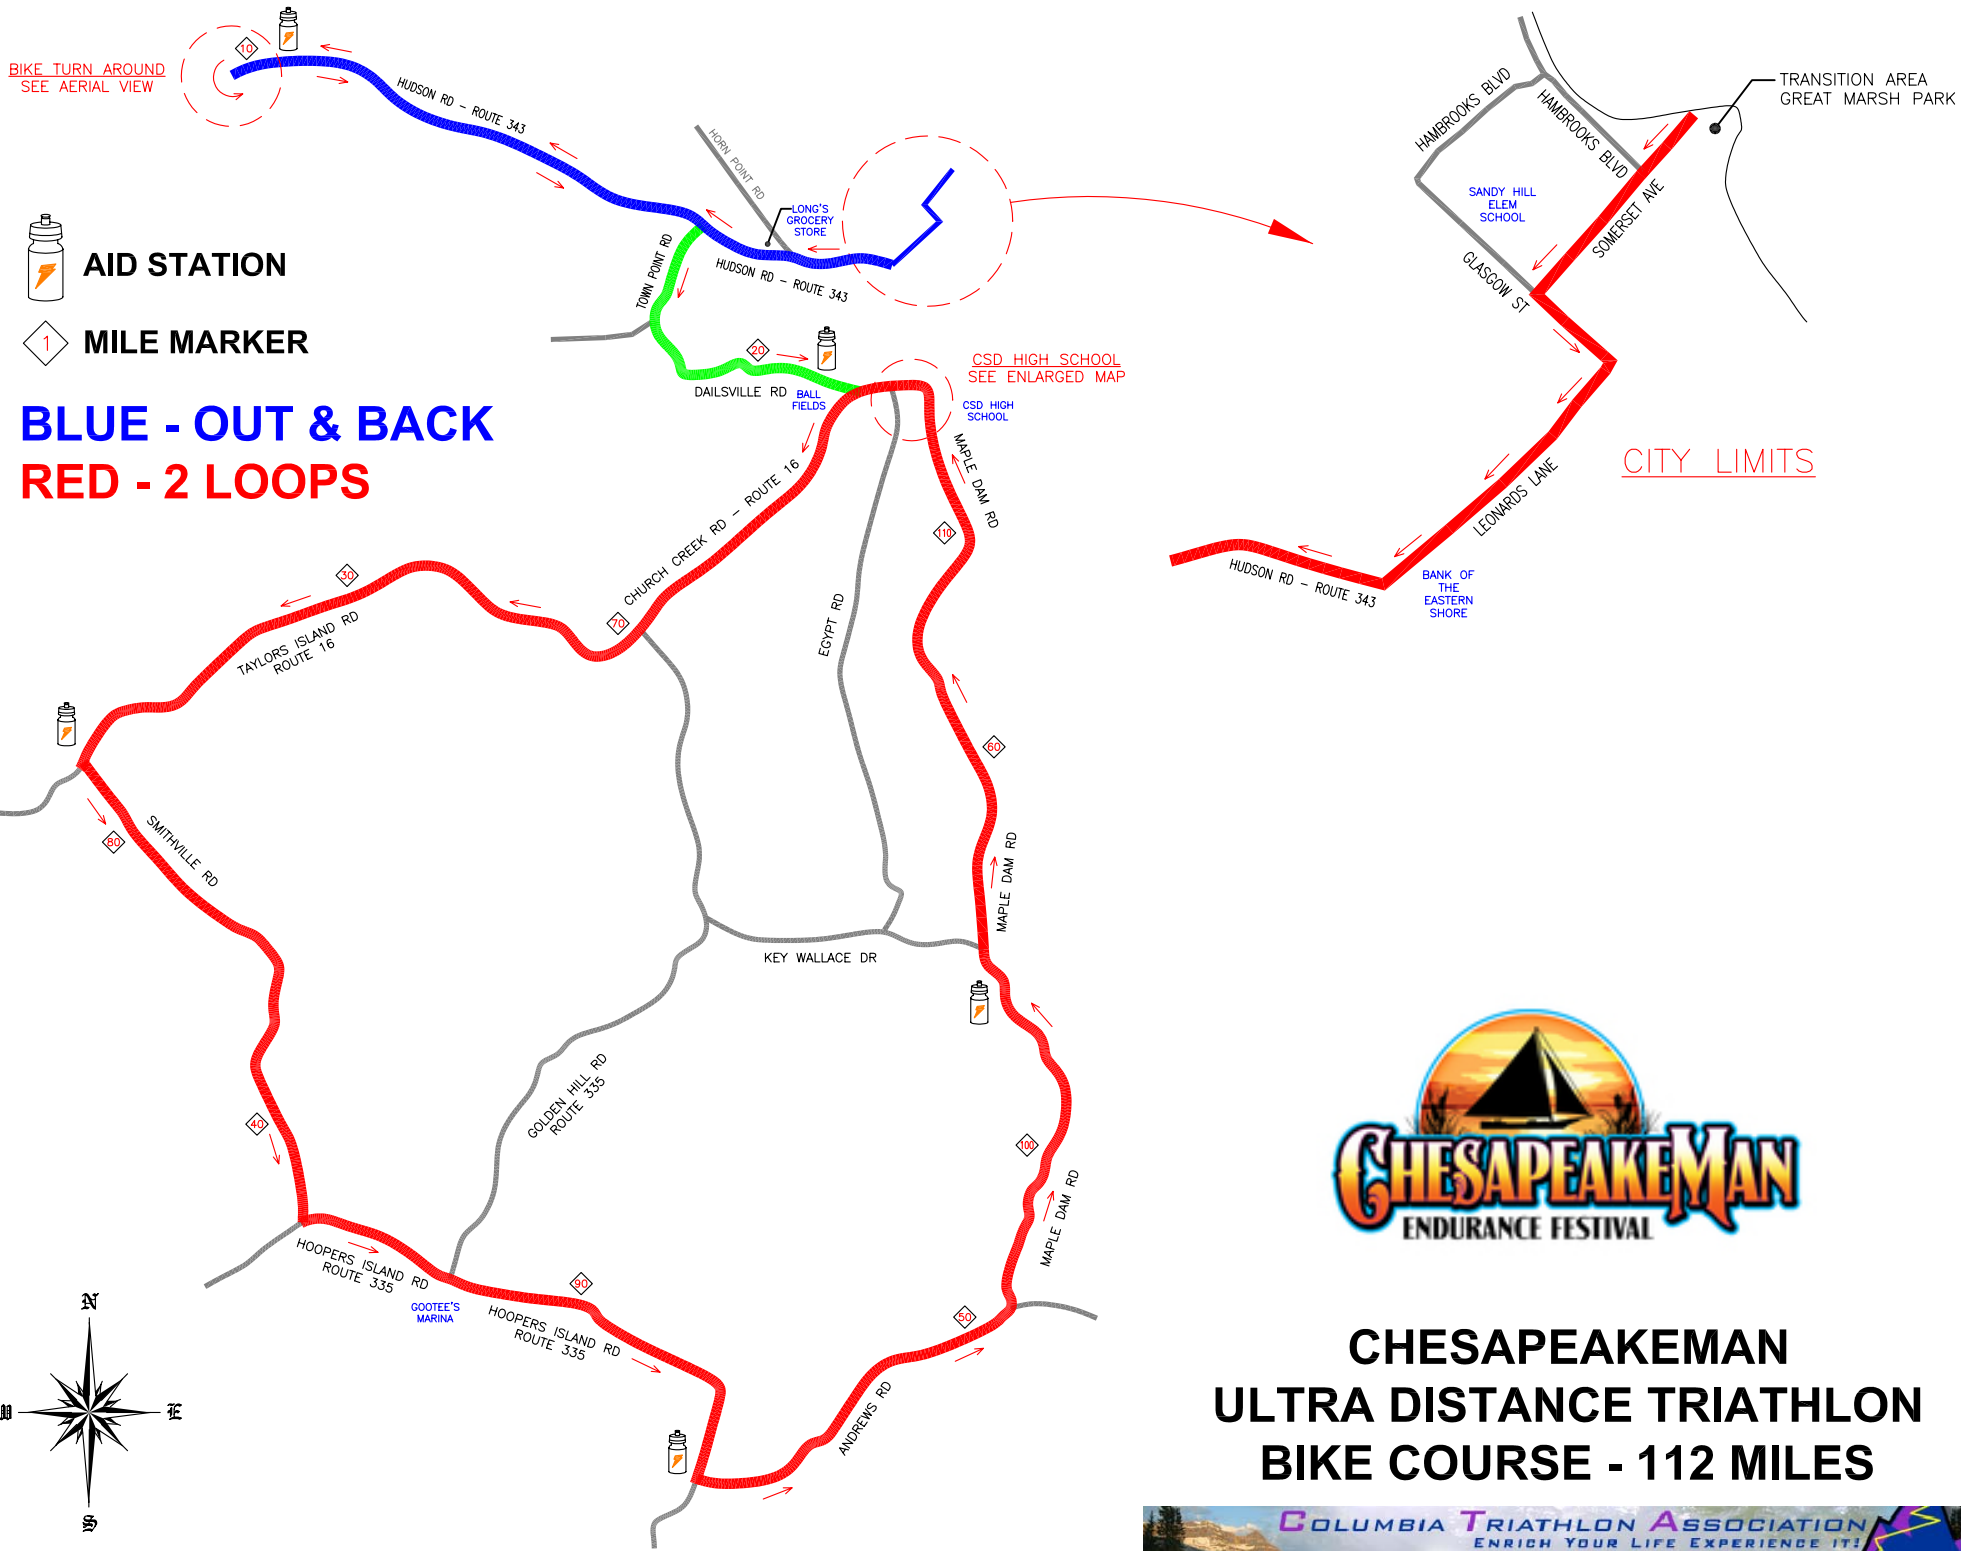 10
BIKE TURN AROUND
SEE AERIAL VIEW
HUDSON RD - ROUTE 343
HORN POINT RD
LONG'S
GROCERY
STORE
HUDSON RD - ROUTE 343
TOWN POINT RD
AID STATION
1
MILE MARKER
BLUE - OUT & BACK
RED - 2 LOOPS
20
DAILSVILLE RD
BALL
FIELDS
CSD HIGH SCHOOL
SEE ENLARGED MAP
CSD HIGH
SCHOOL
MAPLE DAM RD
110
CHURCH CREEK RD - ROUTE 16
30
70
TAYLORS ISLAND RD
ROUTE 16
EGYPT RD
60
80
SMITHVILLE RD
MAPLE DAM RD
KEY WALLACE DR
GOLDEN HILL RD
ROUTE 335
40
100
MAPLE DAM RD
HOOPERS ISLAND RD
ROUTE 335
GOOTEE'S
MARINA
90
HOOPERS ISLAND RD
ROUTE 335
50
ANDREWS RD
N
W
E
S
HAMBROOKS BLVD
HAMBROOKS BLVD
TRANSITION AREA
GREAT MARSH PARK
SANDY HILL
ELEM
SCHOOL
SOMERSET AVE
GLASGOW ST
CITY LIMITS
LEONARDS LANE
HUDSON RD - ROUTE 343
BANK OF
THE
EASTERN
SHORE
CHESAPEAKEMAN
ENDURANCE FESTIVAL
CHESAPEAKEMAN
ULTRA DISTANCE TRIATHLON
BIKE COURSE - 112 MILES
COLUMBIA TRIATHLON ASSOCIATION
ENRICH YOUR LIFE EXPERIENCE IT!